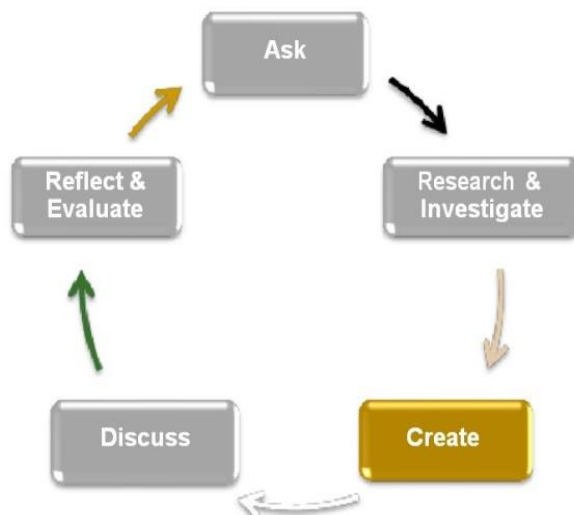 Ask
Research &
Investigate
Create
Discuss
Reflect &
Evaluate